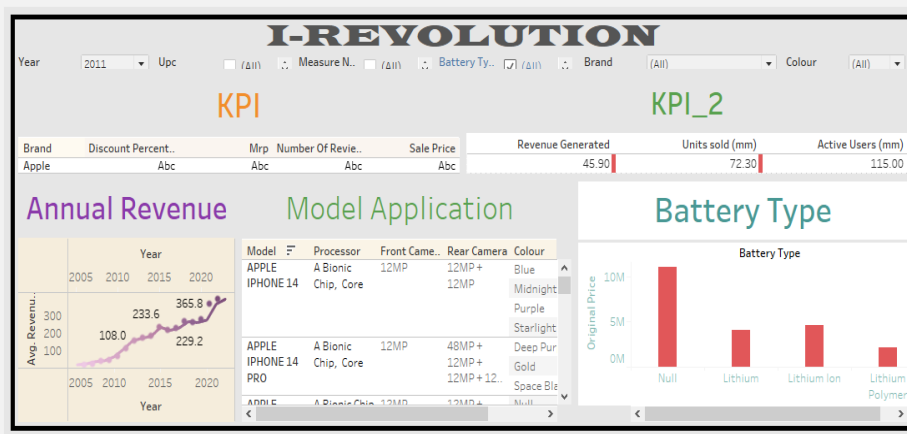 I-REVOLUTION
Year 2011 Upc (All) Measure N.. (All) Battery Ty.. (All) Brand (All) Colour (All)
KPI KPI_2
Brand Discount Percent.. Mrp Number Of Revie.. Sale Price
Apple Abc Abc Abc Abc
Revenue Generated Units sold (mm) Active Users (mm)
45.90 72.30 115.00
Annual Revenue
Year
2005 2010 2015 2020
Avg. Revenu..
300
200
100
108.0 233.6 365.8 229.2
2005 2010 2015 2020
Year
Model Application
Model Processor Front Came.. Rear Camera Colour
APPLE A Bionic 12MP 12MP + Blue
IPHONE 14 Chip, Core 12MP Midnight
Purple
Starlight
APPLE A Bionic 12MP 48MP + Deep Pur
IPHONE 14 Chip, Core 12MP + Gold
PRO 12MP + 12.. Space Bla
APPLE A Bionic Chip 12MP 12MP + Null
Battery Type
Battery Type
Original Price
10M
5M
0M
Null Lithium Lithium Ion Lithium
Polymer